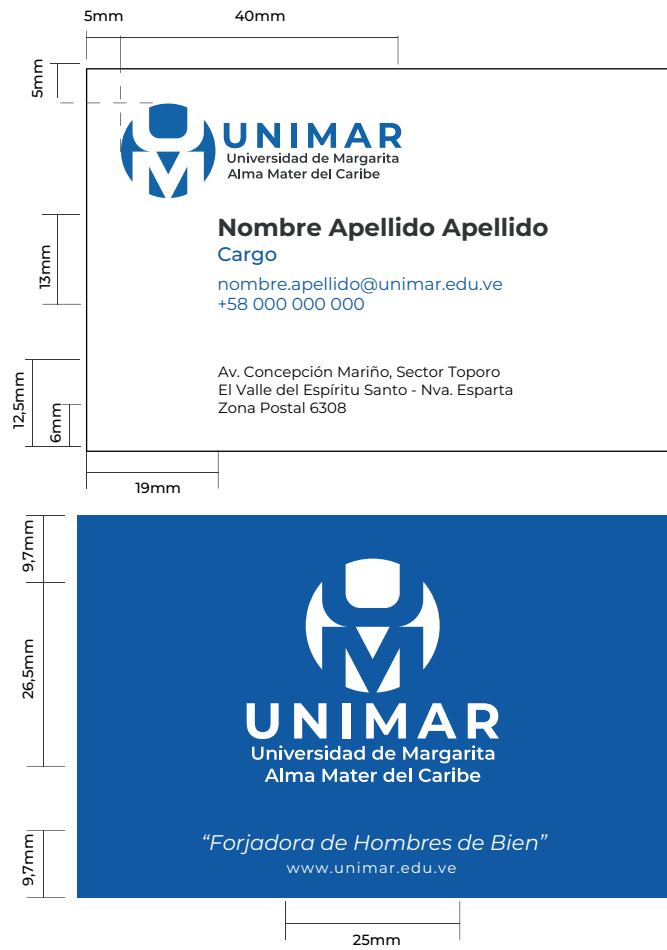 5mm
40mm
5mm
UNIMAR
Universidad de Margarita
Alma Mater del Caribe
Nombre Apellido Apellido
Cargo
13mm
nombre.apellido@unimar.edu.ve
+58 000 000 000
12,5mm
6mm
Av. Concepción Mariño, Sector Toporo
El Valle del Espíritu Santo - Nva. Esparta
Zona Postal 6308
19mm
9,7mm
26,5mm
UNIMAR
Universidad de Margarita
Alma Mater del Caribe
9,7mm
“Forjadora de Hombres de Bien”
www.unimar.edu.ve
25mm